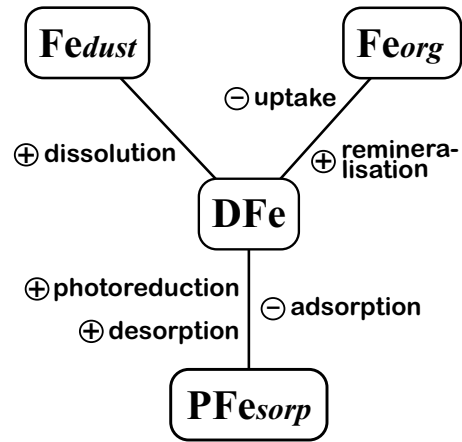 Fedust
Feorg
⊖ uptake
⊕ dissolution
⊕ reminera-
lisation
DFe
⊕ photoreduction
⊖ adsorption
⊕ desorption
PFesorp